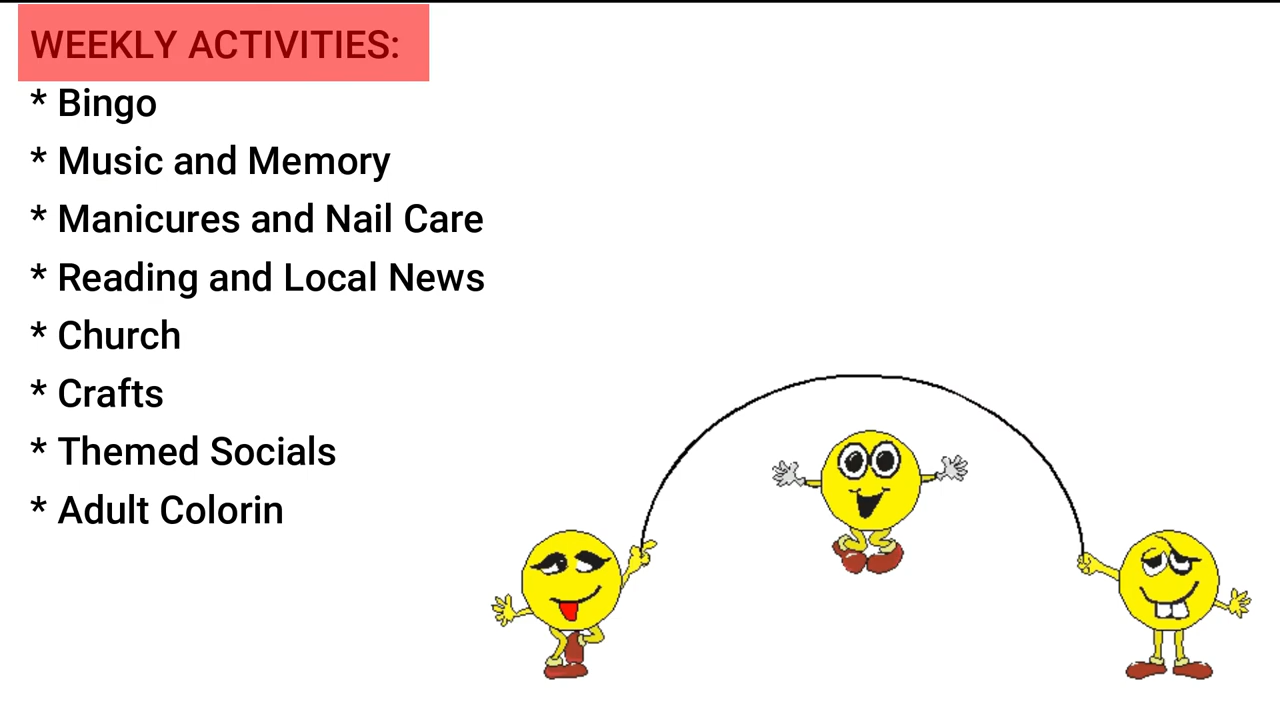 WEEKLY ACTIVITIES:
* Bingo
* Music and Memory
* Manicures and Nail Care
* Reading and Local News
* Church
* Crafts
* Themed Socials
* Adult Colorin